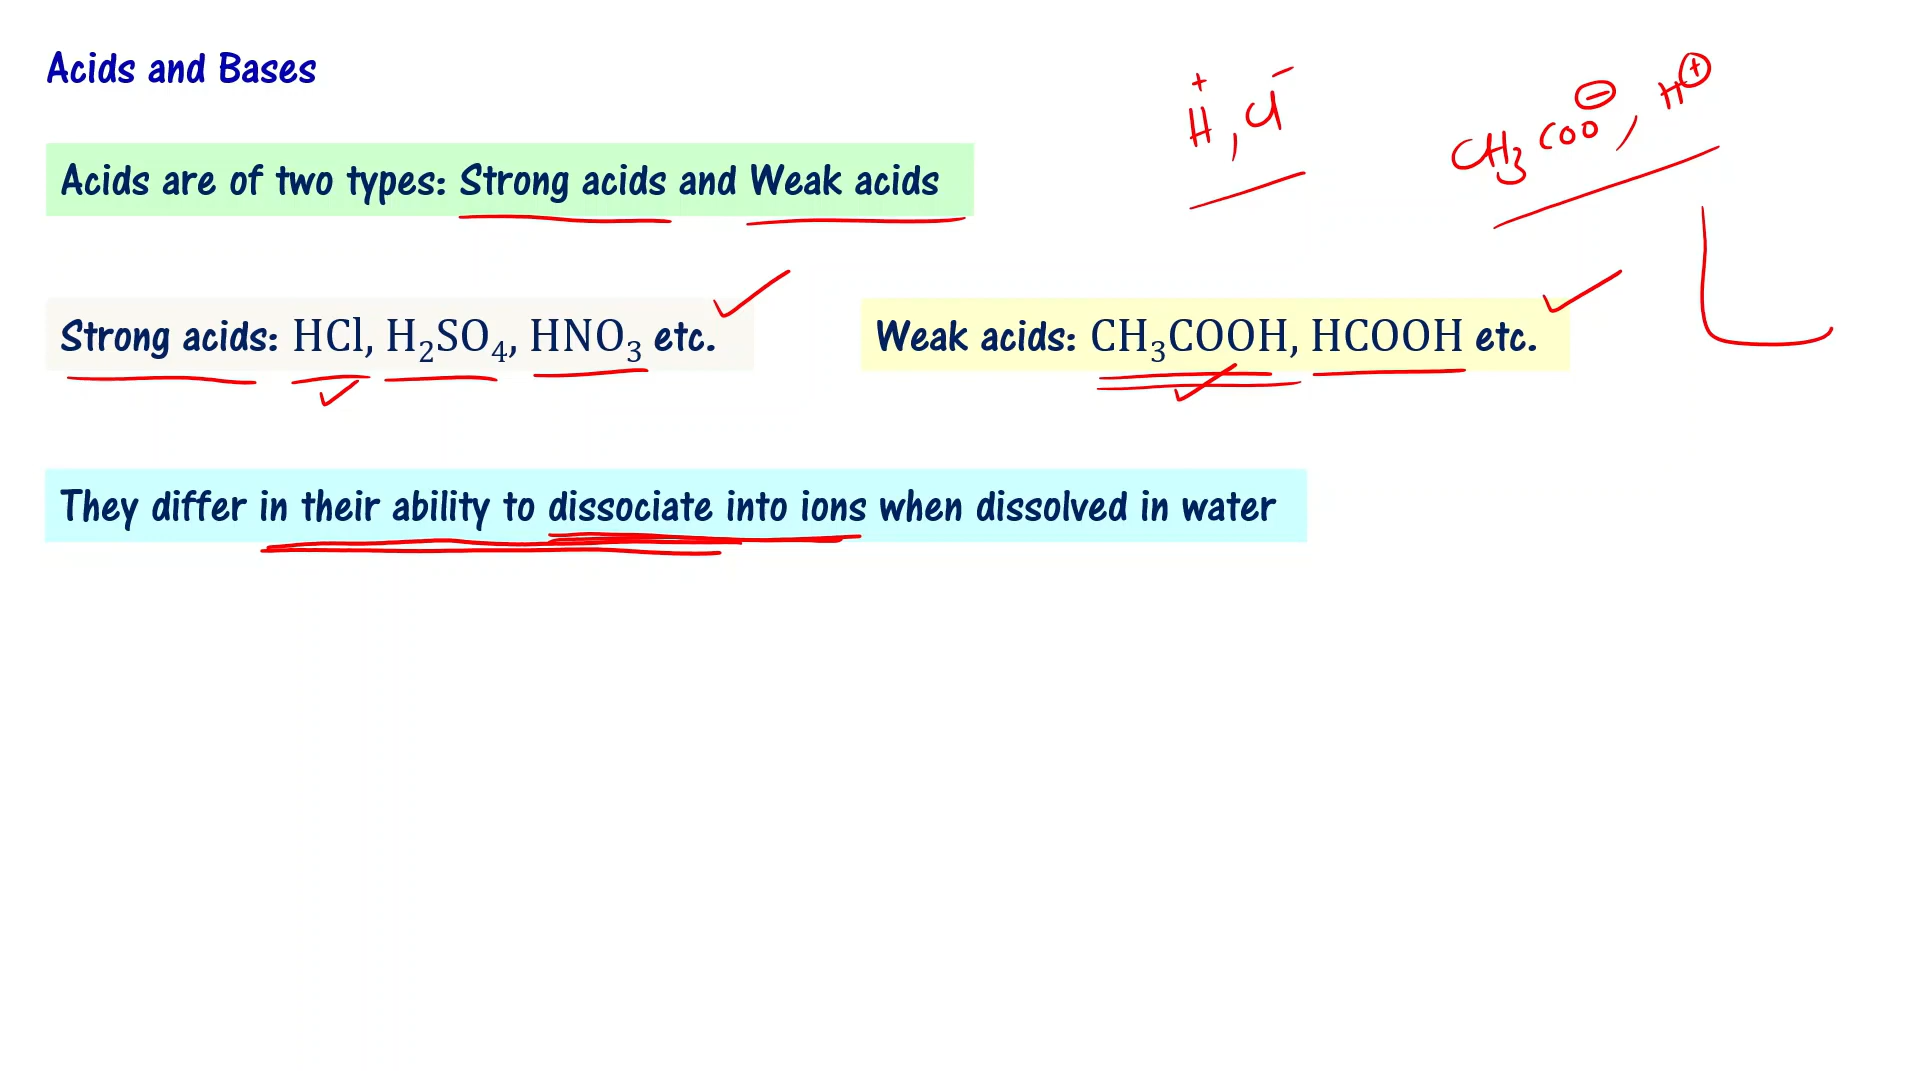 Acids and Bases
H⁺, Cl⁻
CH₃COO⁻, H⁺
Acids are of two types: Strong acids and Weak acids
Strong acids: HCl, H₂SO₄, HNO₃ etc.
Weak acids: CH₃COOH, HCOOH etc.
They differ in their ability to dissociate into ions when dissolved in water